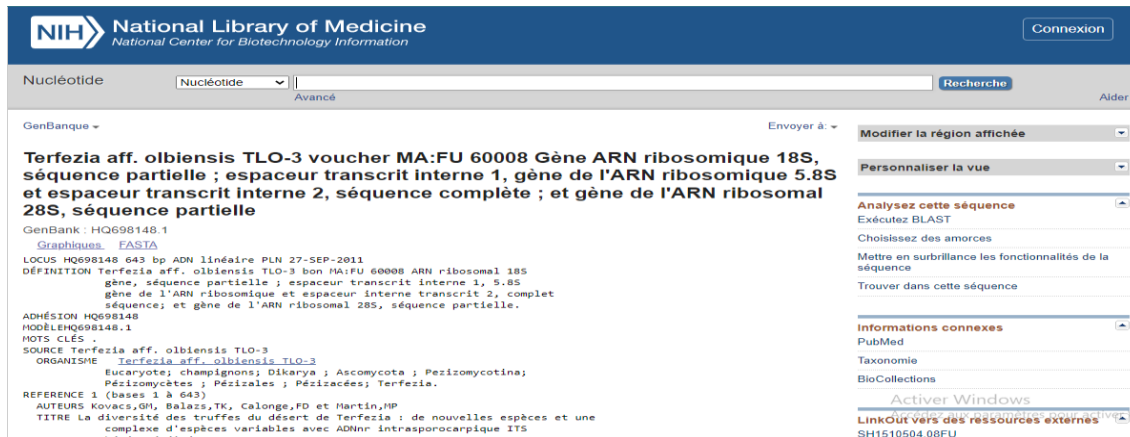 NIH National Library of Medicine
National Center for Biotechnology Information
Connexion
Nucléotide
Nucléotide
Recherche
Avancé
Aider
GenBanque
Envoyer à:
Terfezia aff. olbiensis TLO-3 voucher MA:FU 60008 Gène ARN ribosomique 18S,
séquence partielle ; espaceur transcrit interne 1, gène de l'ARN ribosomique 5.8S
et espaceur transcrit interne 2, séquence complète ; et gène de l'ARN ribosomal
28S, séquence partielle
GenBank : HQ698148.1
Graphiques FASTA
LOCUS HQ698148 643 bp ADN linéaire PLN 27-SEP-2011
DÉFINITION Terfezia aff. olbiensis TLO-3 bon MA:FU 60008 ARN ribosomal 18S
gène, séquence partielle ; espaceur transcrit interne 1, 5.8S
gène de l'ARN ribosomique et espaceur interne transcrit 2, complet
séquence; et gène de l'ARN ribosomal 28S, séquence partielle.
ADHÉSION HQ698148
MODÈLEHQ698148.1
MOTS CLÉS .
SOURCE Terfezia aff. olbiensis TLO-3
ORGANISME Terfezia aff. olbiensis TLO-3
Eucaryote; champignons; Dikarya ; Ascomycota ; Pezizomycotina;
Pézizomycètes ; Pézizales ; Pézizacées; Terfezia.
REFERENCE 1 (bases 1 à 643)
AUTEURS Kovacs,GM, Balazs,TK, Calonge,FD et Martin,MP
TITRE La diversité des truffes du désert de Terfezia : de nouvelles espèces et une
complexe d'espèces variables avec ADNnr intrasporocarpique ITS
Modifier la région affichée
Personnaliser la vue
Analysez cette séquence
Exécutez BLAST
Choisissez des amorces
Mettre en surbrillance les fonctionnalités de la
séquence
Trouver dans cette séquence
Informations connexes
PubMed
Taxonomie
BioCollections
Activer Windows
Accédez aux paramètres pour activer
LinkOut vers des ressources externes
SH1510504.08FU